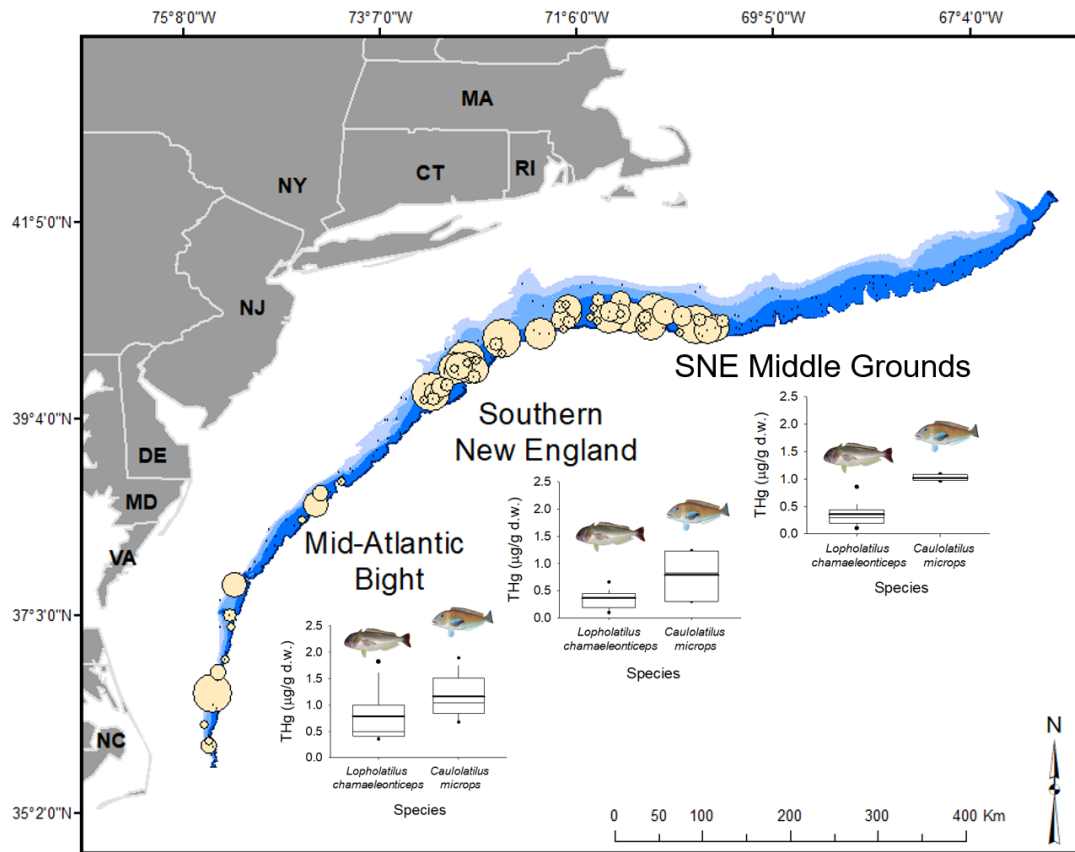 75°8'0"W 73°7'0"W 71°6'0"W 69°5'0"W 67°4'0"W
MA
CT
RI
NY
41°5'0"N
NJ
SNE Middle Grounds
39°4'0"N
Southern
New England
DE
MD
VA
Mid-Atlantic
Bight
37°3'0"N
NC
35°2'0"N
THg (µg/g d.w.)
2.5
2.0
1.5
1.0
0.5
0.0
Lopholatilus
chamaeleonticeps
Caulolatilus
microps
Species
THg (µg/g d.w.)
2.5
2.0
1.5
1.0
0.5
0.0
Lopholatilus
chamaeleonticeps
Caulolatilus
microps
Species
THg (µg/g d.w.)
2.5
2.0
1.5
1.0
0.5
0.0
Lopholatilus
chamaeleonticeps
Caulolatilus
microps
Species
N
0 50 100 200 300 400 Km